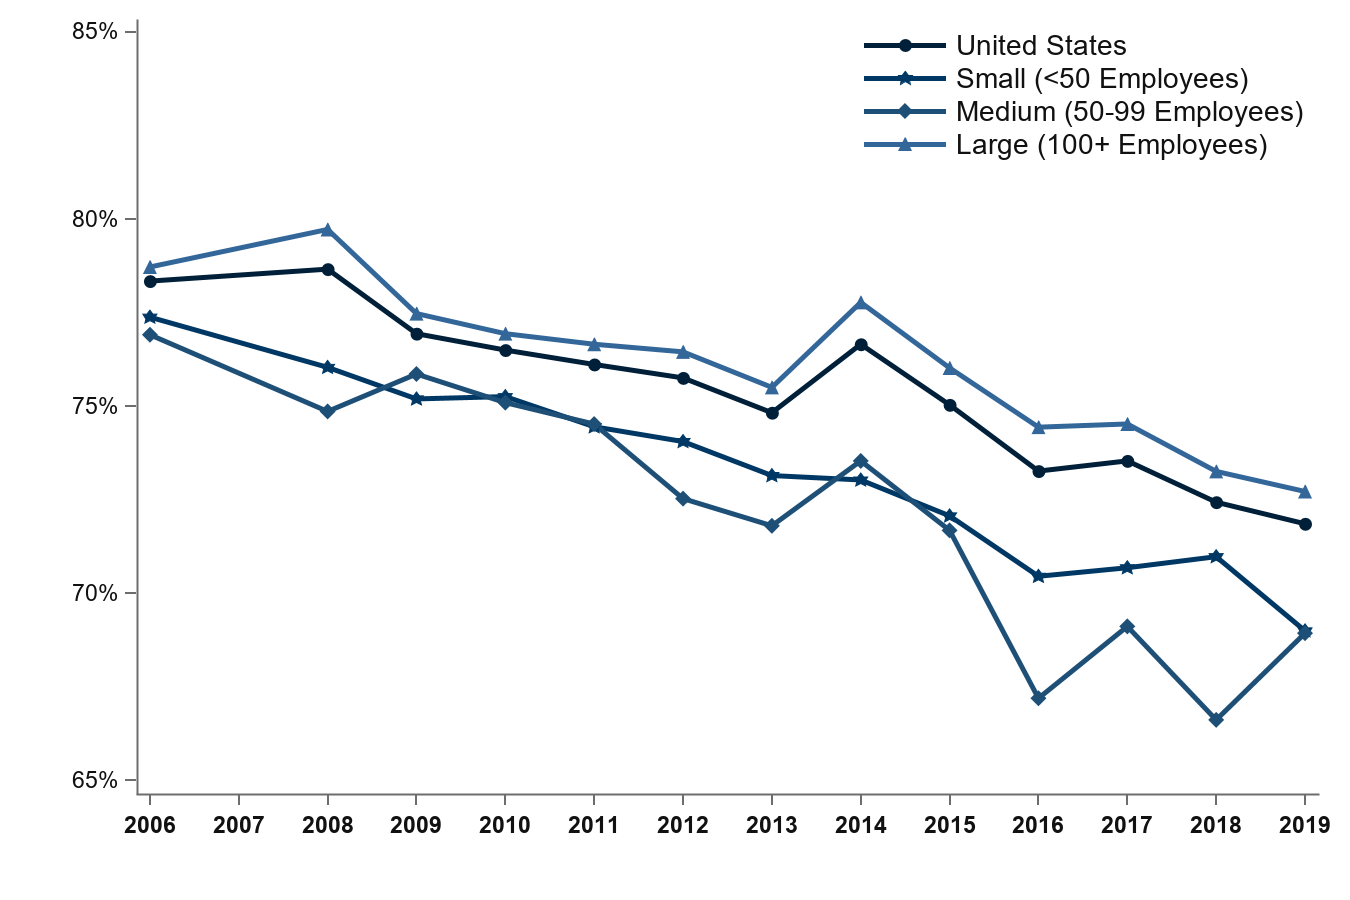 85%
80%
75%
70%
65%
United States
Small (<50 Employees)
Medium (50-99 Employees)
Large (100+ Employees)
2006 2007 2008 2009 2010 2011 2012 2013 2014 2015 2016 2017 2018 2019